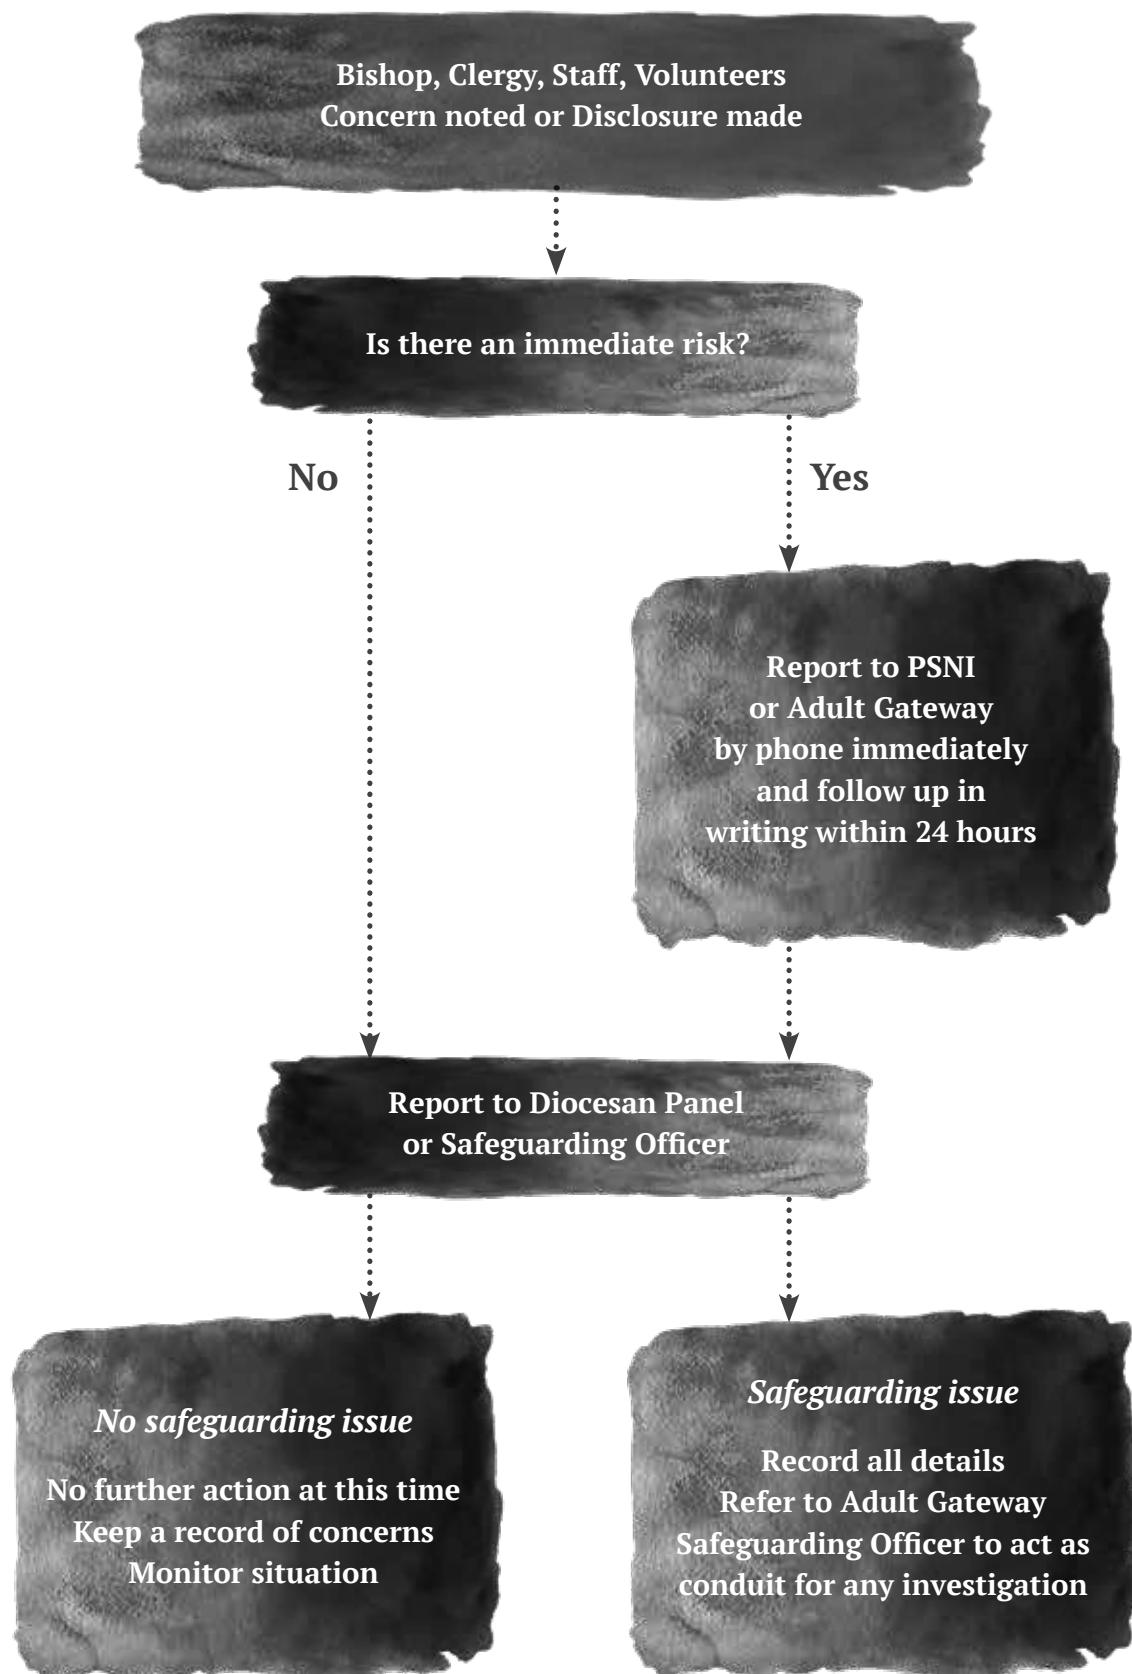 Bishop, Clergy, Staff, Volunteers
Concern noted or Disclosure made
Is there an immediate risk?
No
Yes
Report to PSNI
or Adult Gateway
by phone immediately
and follow up in
writing within 24 hours
Report to Diocesan Panel
or Safeguarding Officer
No safeguarding issue
No further action at this time
Keep a record of concerns
Monitor situation
Safeguarding issue
Record all details
Refer to Adult Gateway
Safeguarding Officer to act as
conduit for any investigation